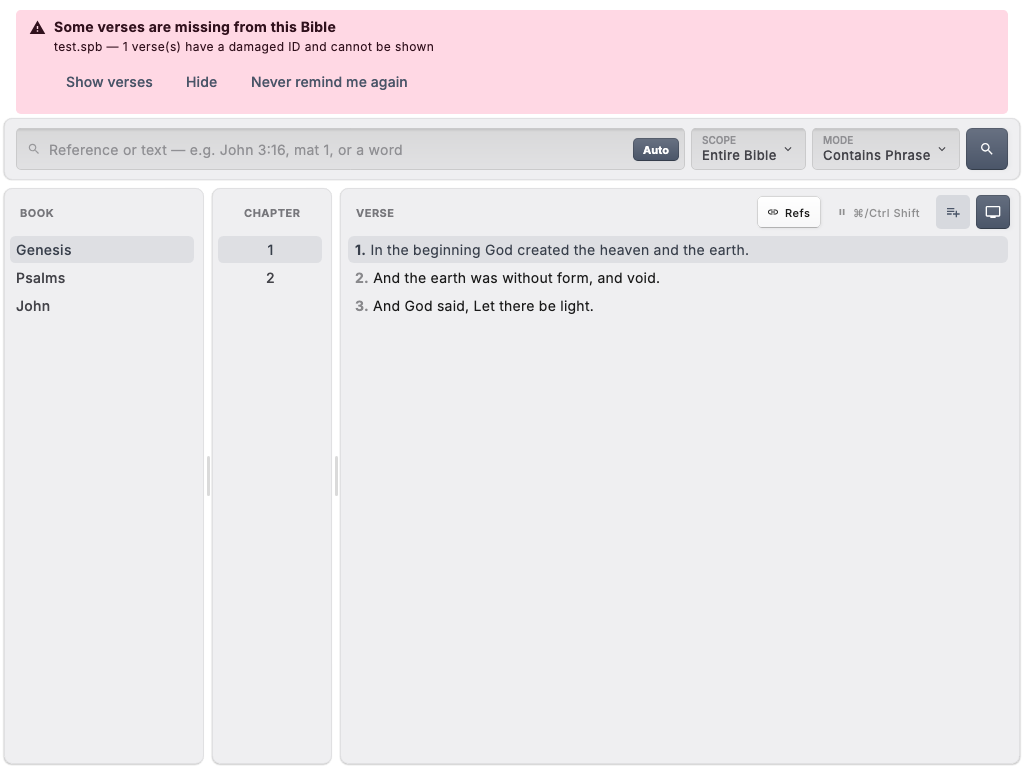 Some verses are missing from this Bible
test.spb — 1 verse(s) have a damaged ID and cannot be shown
Show verses Hide Never remind me again
Reference or text — e.g. John 3:16, mat 1, or a word
Auto
SCOPE
Entire Bible
MODE
Contains Phrase
BOOK
Genesis
Psalms
John
CHAPTER
1
2
VERSE
Refs
⌘/Ctrl Shift
1. In the beginning God created the heaven and the earth.
2. And the earth was without form, and void.
3. And God said, Let there be light.